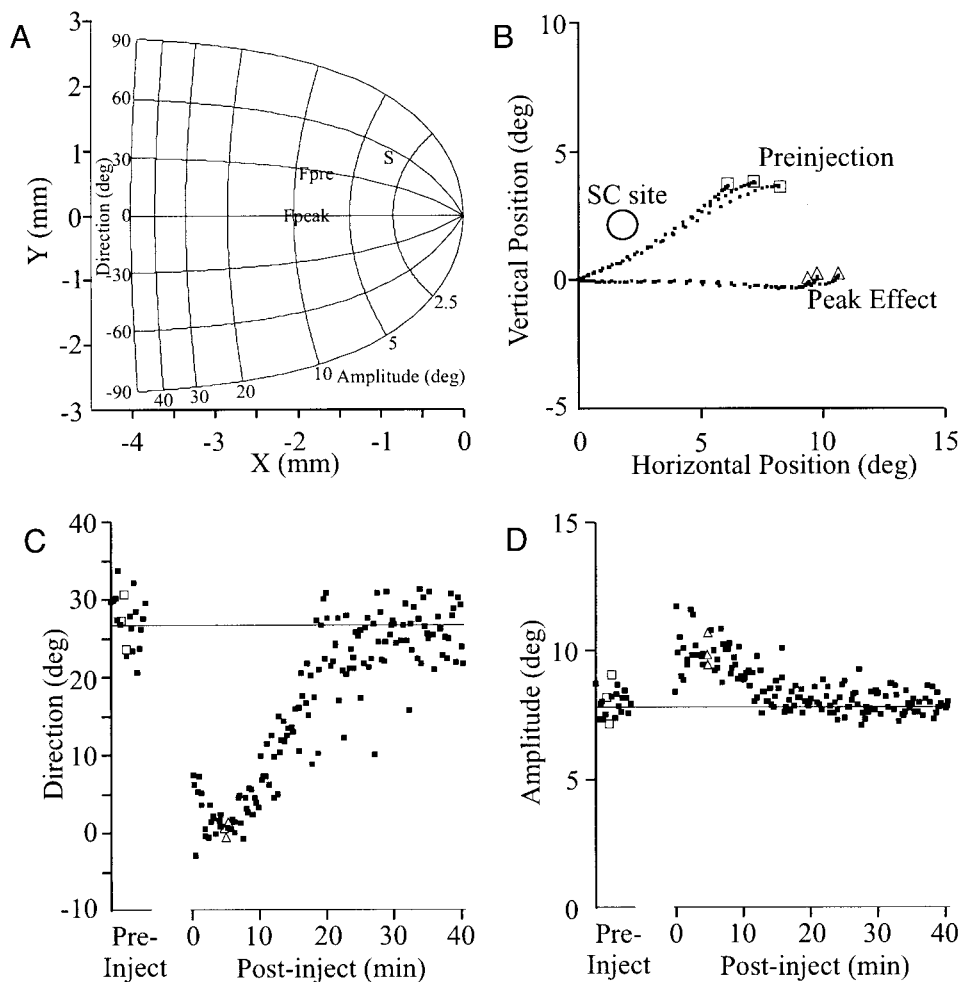 A
3
2
1
0
-1
-2
-3
Y (mm)
90
60
30
0
-30
-60
-90
Direction (deg)
S
Fpre
Fpeak
2.5
5
10
20
30
40
Amplitude (deg)
-4
-3
-2
-1
0
X (mm)
B
10
5
0
-5
Vertical Position (deg)
Preinjection
SC site
Peak Effect
0
5
10
15
Horizontal Position (deg)
C
40
30
20
10
0
-10
Direction (deg)
Pre-
Inject
0
10
20
30
40
Post-inject (min)
D
15
10
5
0
Amplitude (deg)
Pre-
Inject
0
10
20
30
40
Post-inject (min)